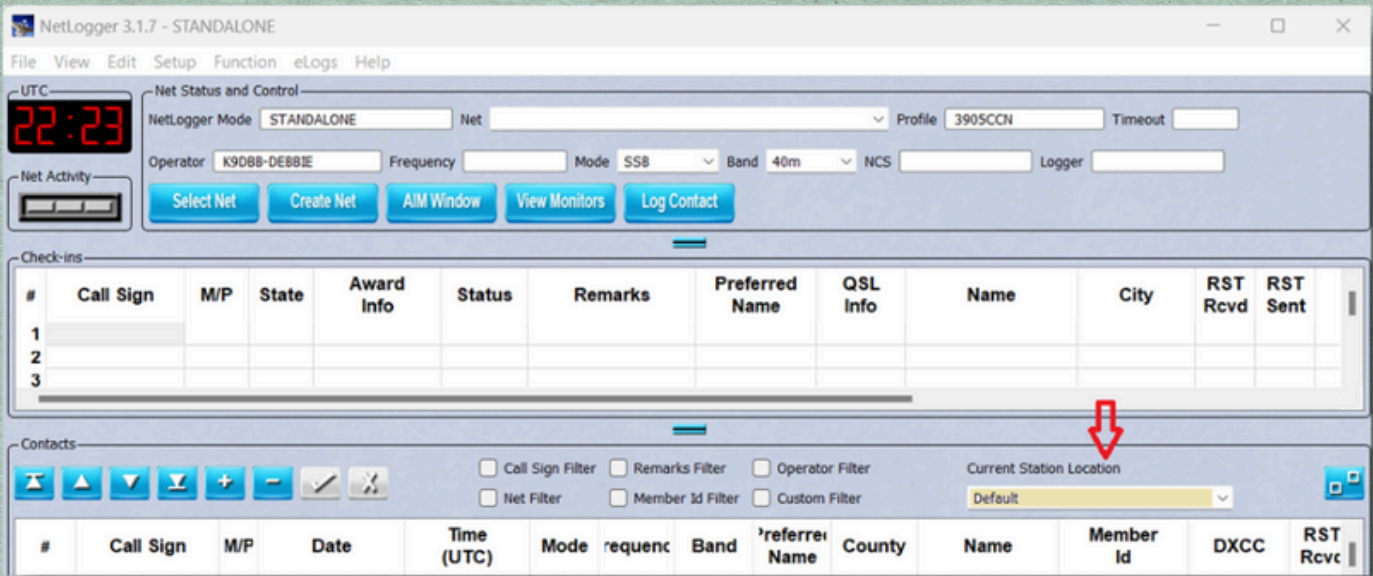 NetLogger 3.1.7 - STANDALONE
File View Edit Setup Function eLogs Help
UTC
22:23
Net Status and Control
NetLogger Mode STANDALONE Net Profile 3905CCN Timeout
Operator K9DBB-DEBBIE Frequency Mode SSB Band 40m NCS Logger
Net Activity
Select Net Create Net AIM Window View Monitors Log Contact
Check-ins
# Call Sign M/P State Award Info Status Remarks Preferred Name QSL Info Name City RST Rcvd RST Sent
1
2
3
Contacts
Call Sign Filter Remarks Filter Operator Filter Current Station Location
Net Filter Member Id Filter Custom Filter Default
# Call Sign M/P Date Time (UTC) Mode requenc Band Preferre Name County Name Member Id DXCC RST Rcvc